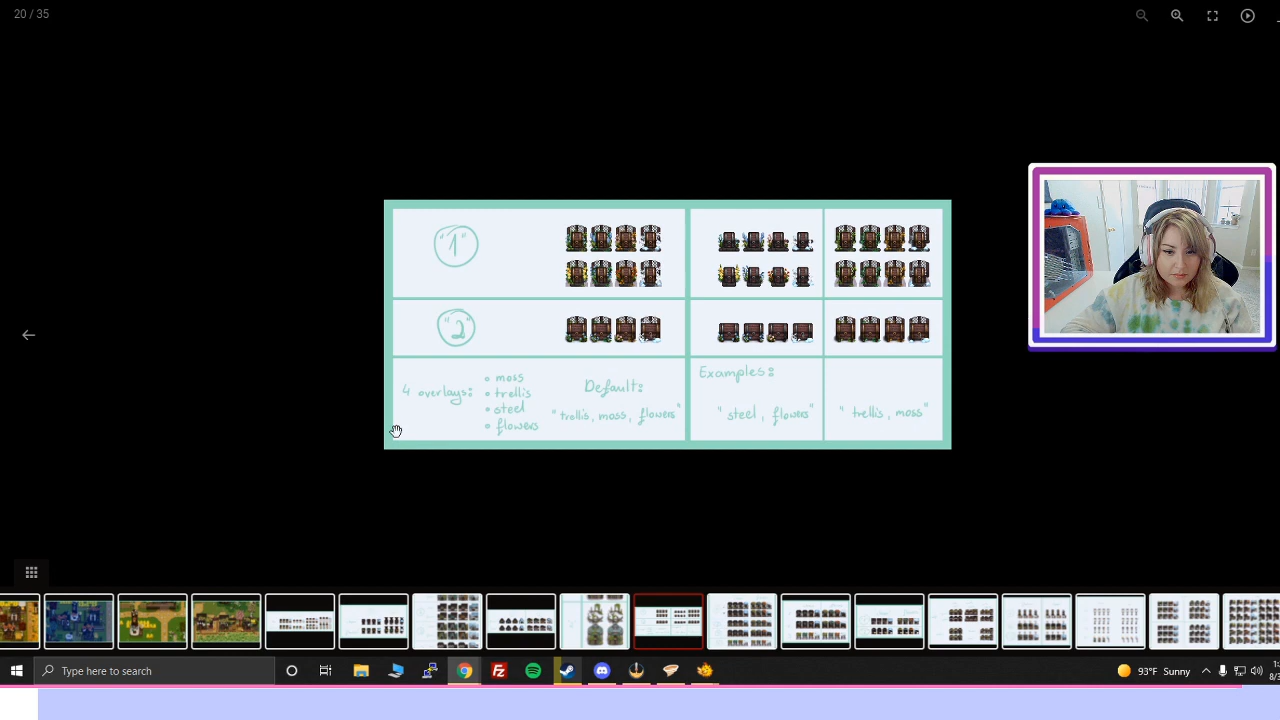 20 / 35
"1"
"2"
4 overlays:
• moss
• trellis
• steel
• flowers
Default:
"trellis, moss, flowers"
Examples:
"steel, flowers"
"trellis, moss"
Type here to search
93°F Sunny